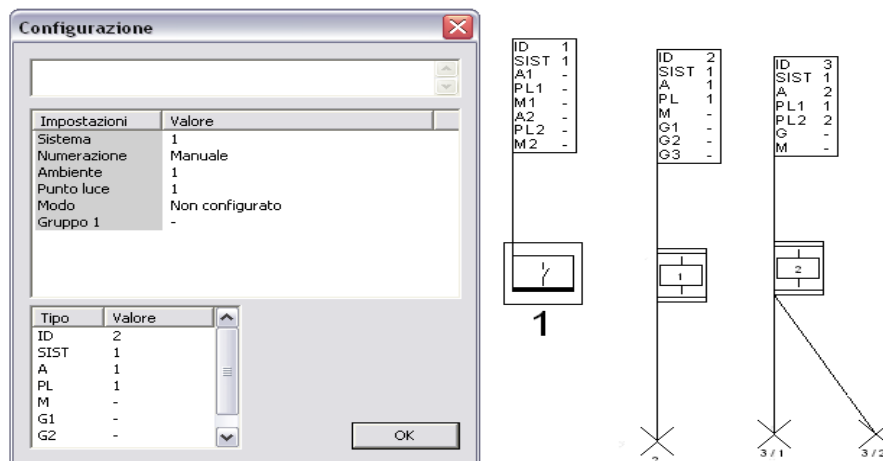 Configurazione
Impostazioni Valore
Sistema 1
Numerazione Manuale
Ambiente 1
Punto luce 1
Modo Non configurato
Gruppo 1 -
Tipo Valore
ID 2
SIST 1
A 1
PL 1
M -
G1 -
G2 -
OK
ID 1
SIST 1
A1 -
PL1 -
M1 -
A2 -
PL2 -
M2 -
1
ID 2
SIST 1
A 1
PL 1
M -
G1 -
G2 -
G3 -
1
2
ID 3
SIST 1
A 2
PL1 1
PL2 2
G -
M -
2
3 / 1
3 / 2